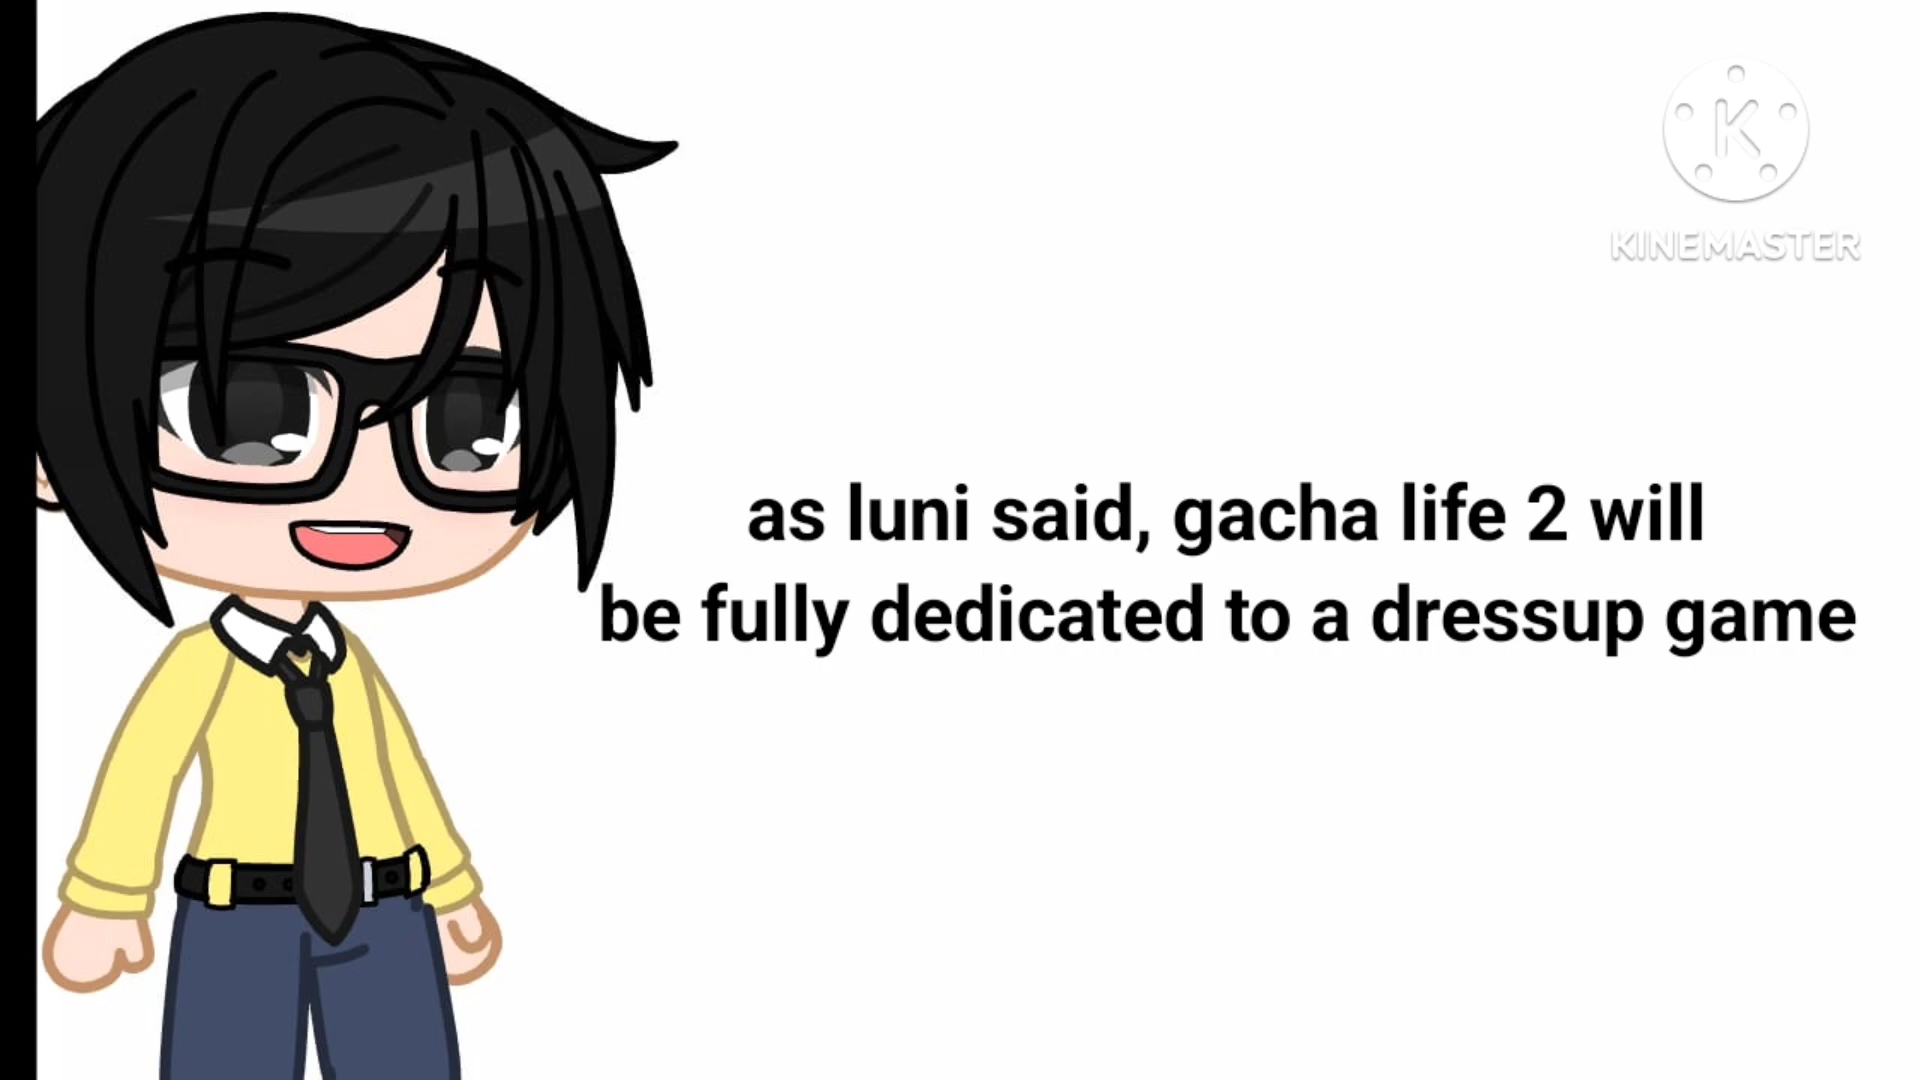 K
KINEMASTER
as luni said, gacha life 2 will
be fully dedicated to a dressup game